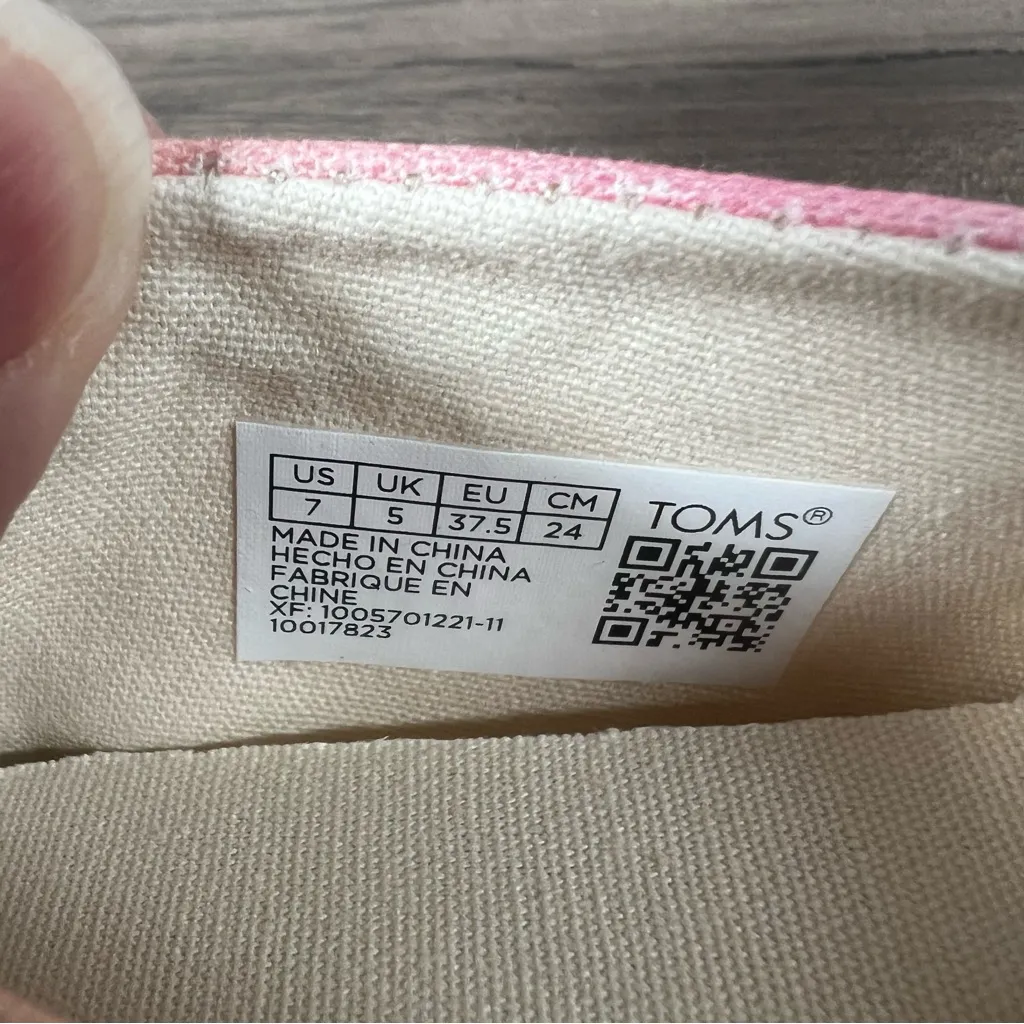 US UK EU CM
7 5 37.5 24
MADE IN CHINA
HECHO EN CHINA
FABRIQUE EN
CHINE
XF: 1005701221-11
10017823
TOMS®